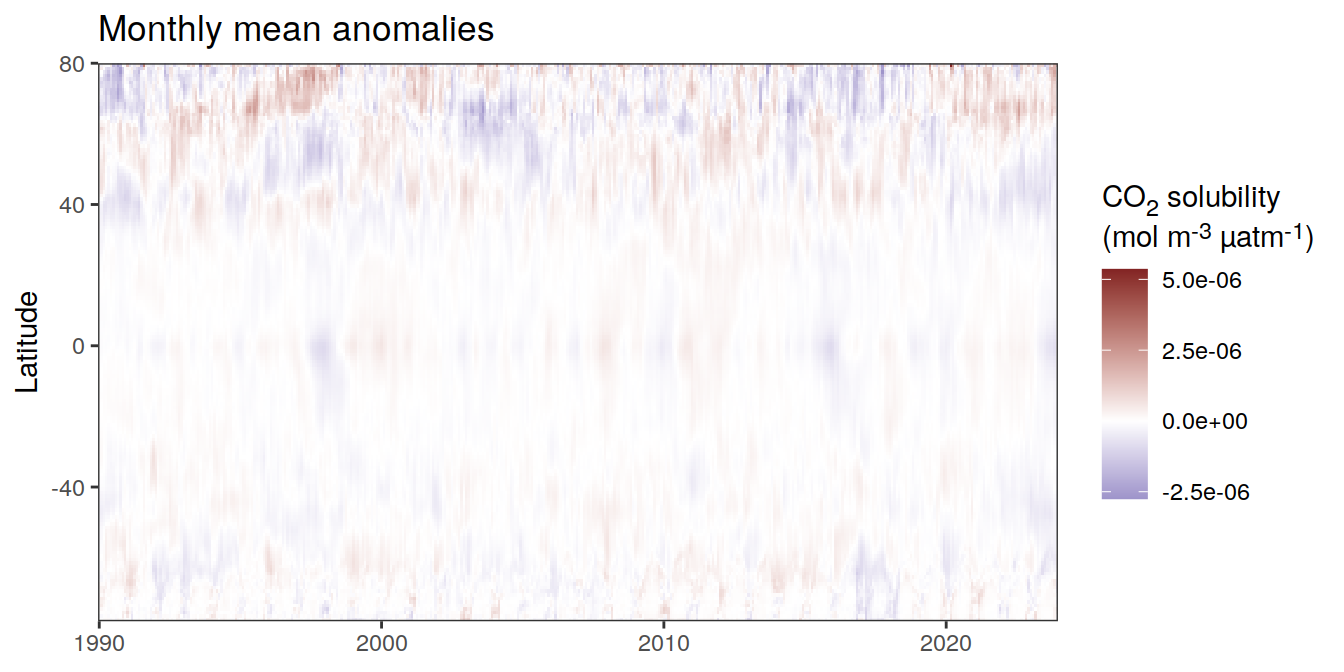 Monthly mean anomalies
80
40
0
-40
Latitude
1990
2000
2010
2020
CO₂ solubility
(mol m⁻³ µatm⁻¹)
5.0e-06
2.5e-06
0.0e+00
-2.5e-06